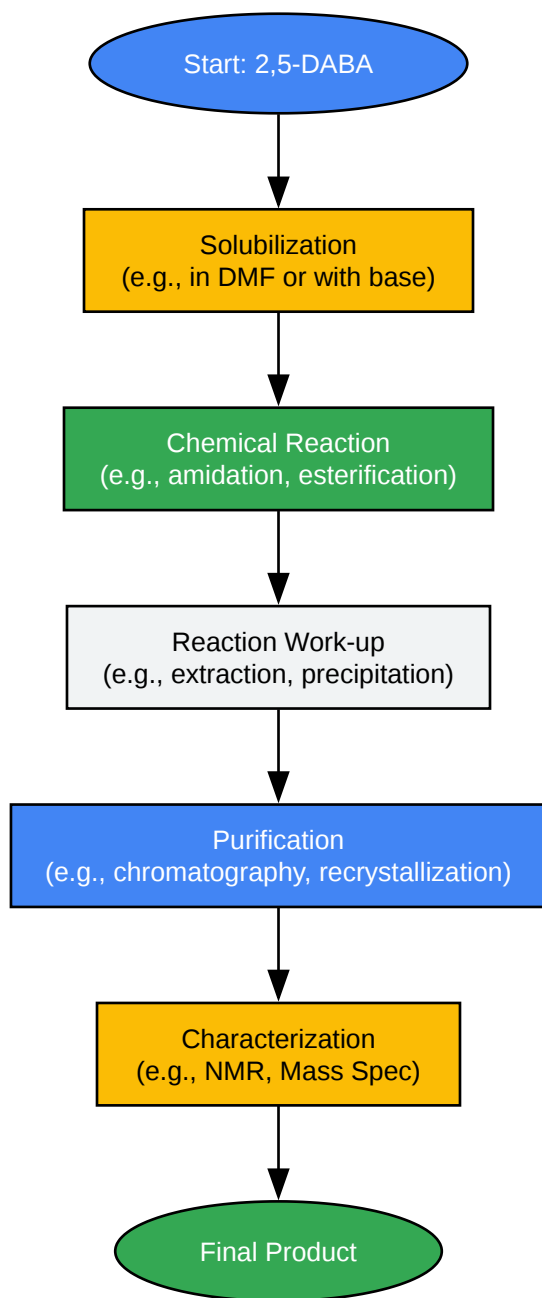 Start: 2,5-DABA
Solubilization
(e.g., in DMF or with base)
Chemical Reaction
(e.g., amidation, esterification)
Reaction Work-up
(e.g., extraction, precipitation)
Purification
(e.g., chromatography, recrystallization)
Characterization
(e.g., NMR, Mass Spec)
Final Product